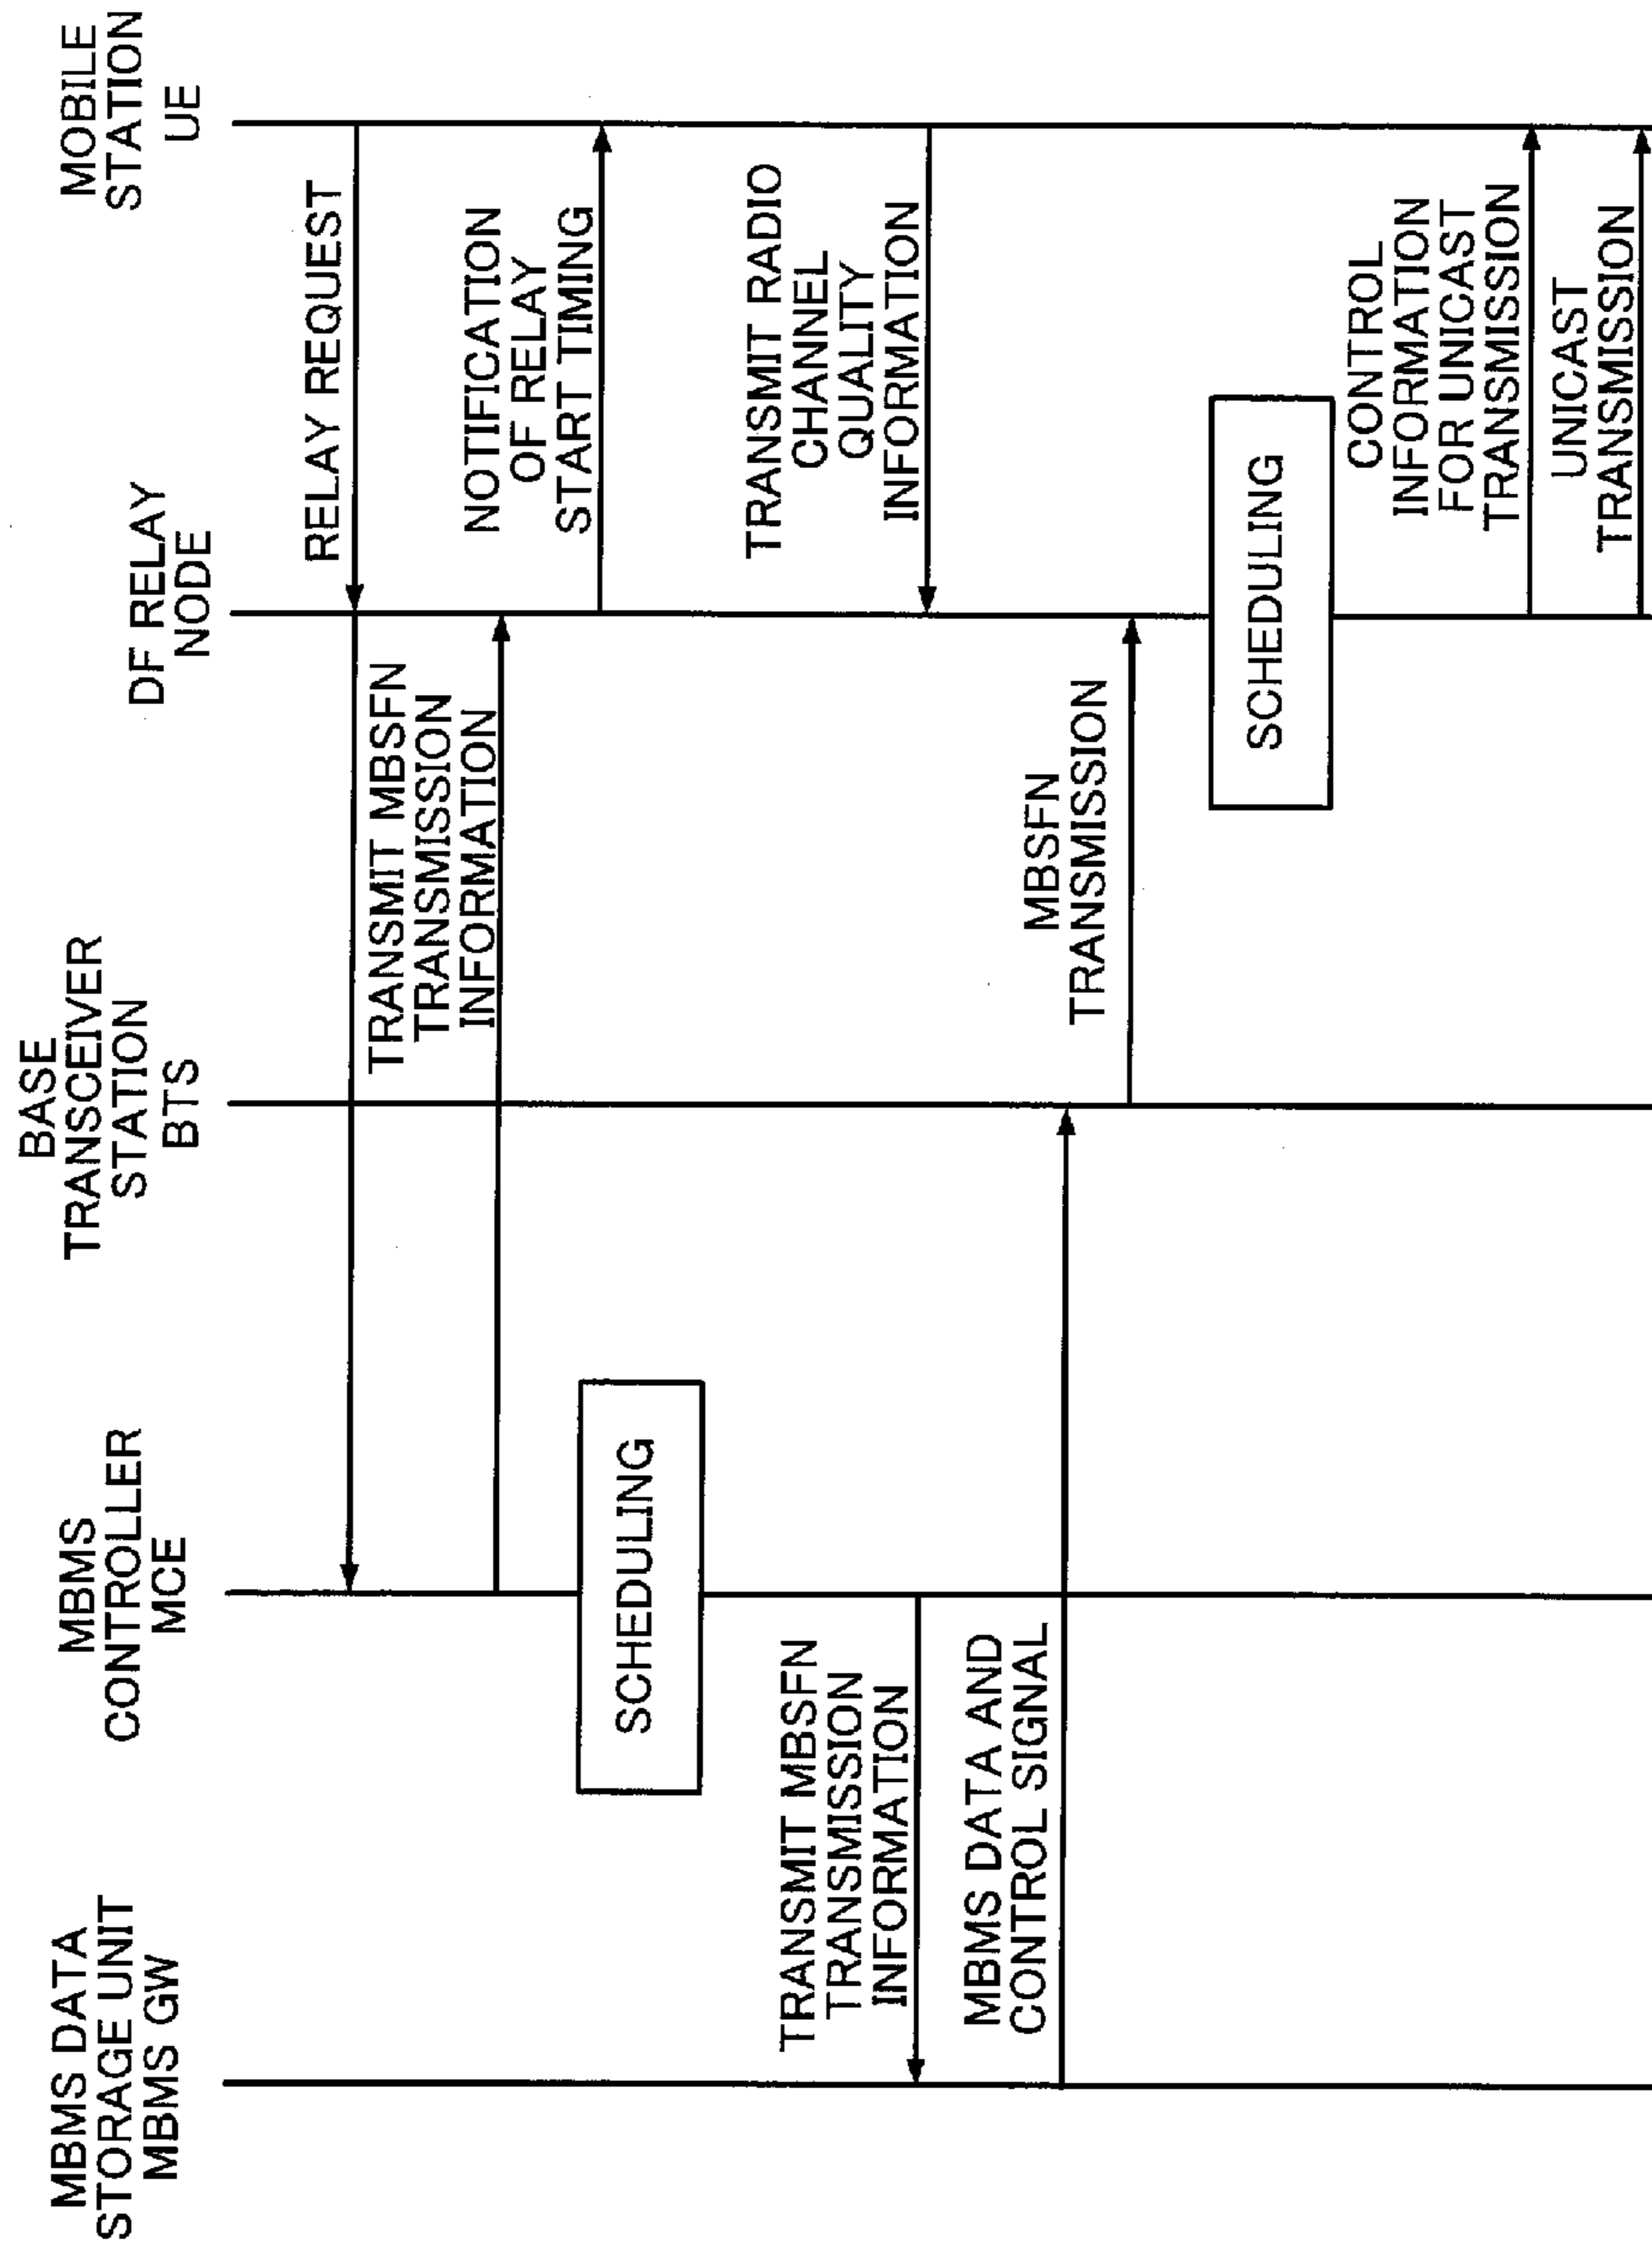 MBMS DATA
STORAGE UNIT
MBMS GW
MBMS
CONTROLLER
MCE
BASE
TRANSCEIVER
STATION
BTS
DF RELAY
NODE
MOBILE
STATION
UE
RELAY REQUEST
TRANSMIT MBSFN
TRANSMISSION
INFORMATION
NOTIFICATION
OF RELAY
START TIMING
SCHEDULING
TRANSMIT MBSFN
TRANSMISSION
INFORMATION
TRANSMIT RADIO
CHANNEL
QUALITY
INFORMATION
MBMS DATA AND
CONTROL SIGNAL
MBSFN
TRANSMISSION
SCHEDULING
CONTROL
INFORMATION
FOR UNICAST
TRANSMISSION
UNICAST
TRANSMISSION